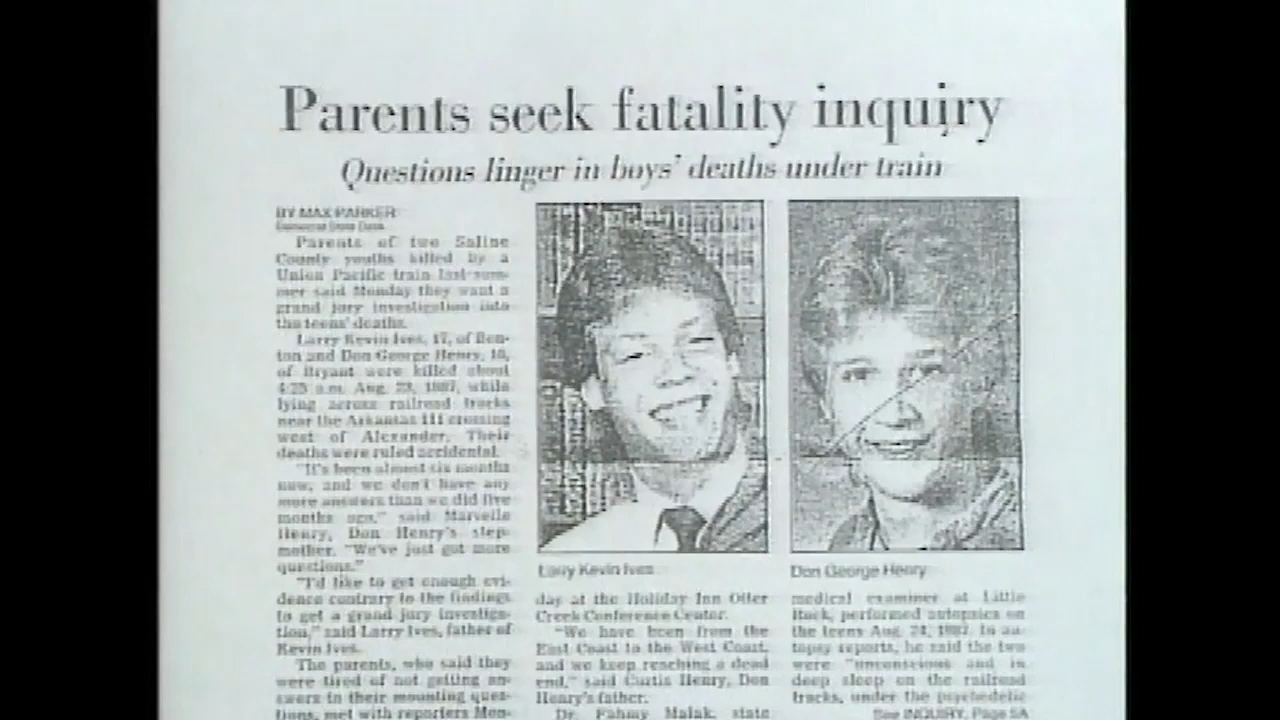 Parents seek fatality inquiry
Questions linger in boys' deaths under train
BY MAX PARKER
Parents of two Saline
County youths killed by a
Union Pacific train last sum-
mer said Monday they want a
grand jury investigation into
the teens' deaths.
Larry Kevin Ives, 17, of Ben-
ton and Don George Henry, 16,
of Bryant were killed about
4:25 a.m. Aug. 23, 1987, while
lying across railroad tracks
near the Arkansas 111 crossing
west of Alexander. Their
deaths were ruled accidental.
"It's been almost six months
now, and we don't have any
more answers than we did five
months ago," said Marvelle
Henry, Don Henry's step-
mother. "We've just got more
questions."
"I'd like to get enough evi-
dence contrary to the findings
to get a grand jury investiga-
tion," said Larry Ives, father of
Kevin Ives.
The parents, who said they
were tired of not getting an-
swers to their mounting ques-
tions, met with reporters Mon-
Larry Kevin Ives
day at the Holiday Inn Otter
Creek Conference Center.
"We have been from the
East Coast to the West Coast,
and we keep reaching a dead
end," said Curtis Henry, Don
Henry's father.
Dr. Fahmy Malak, state
Don George Henry
medical examiner at Little
Rock, performed autopsies on
the teens Aug. 24, 1987. In au-
topsy reports, he said the two
were "unconscious and in
deep sleep on the railroad
tracks, under the psychedelic
See INQUIRY, Page 5A